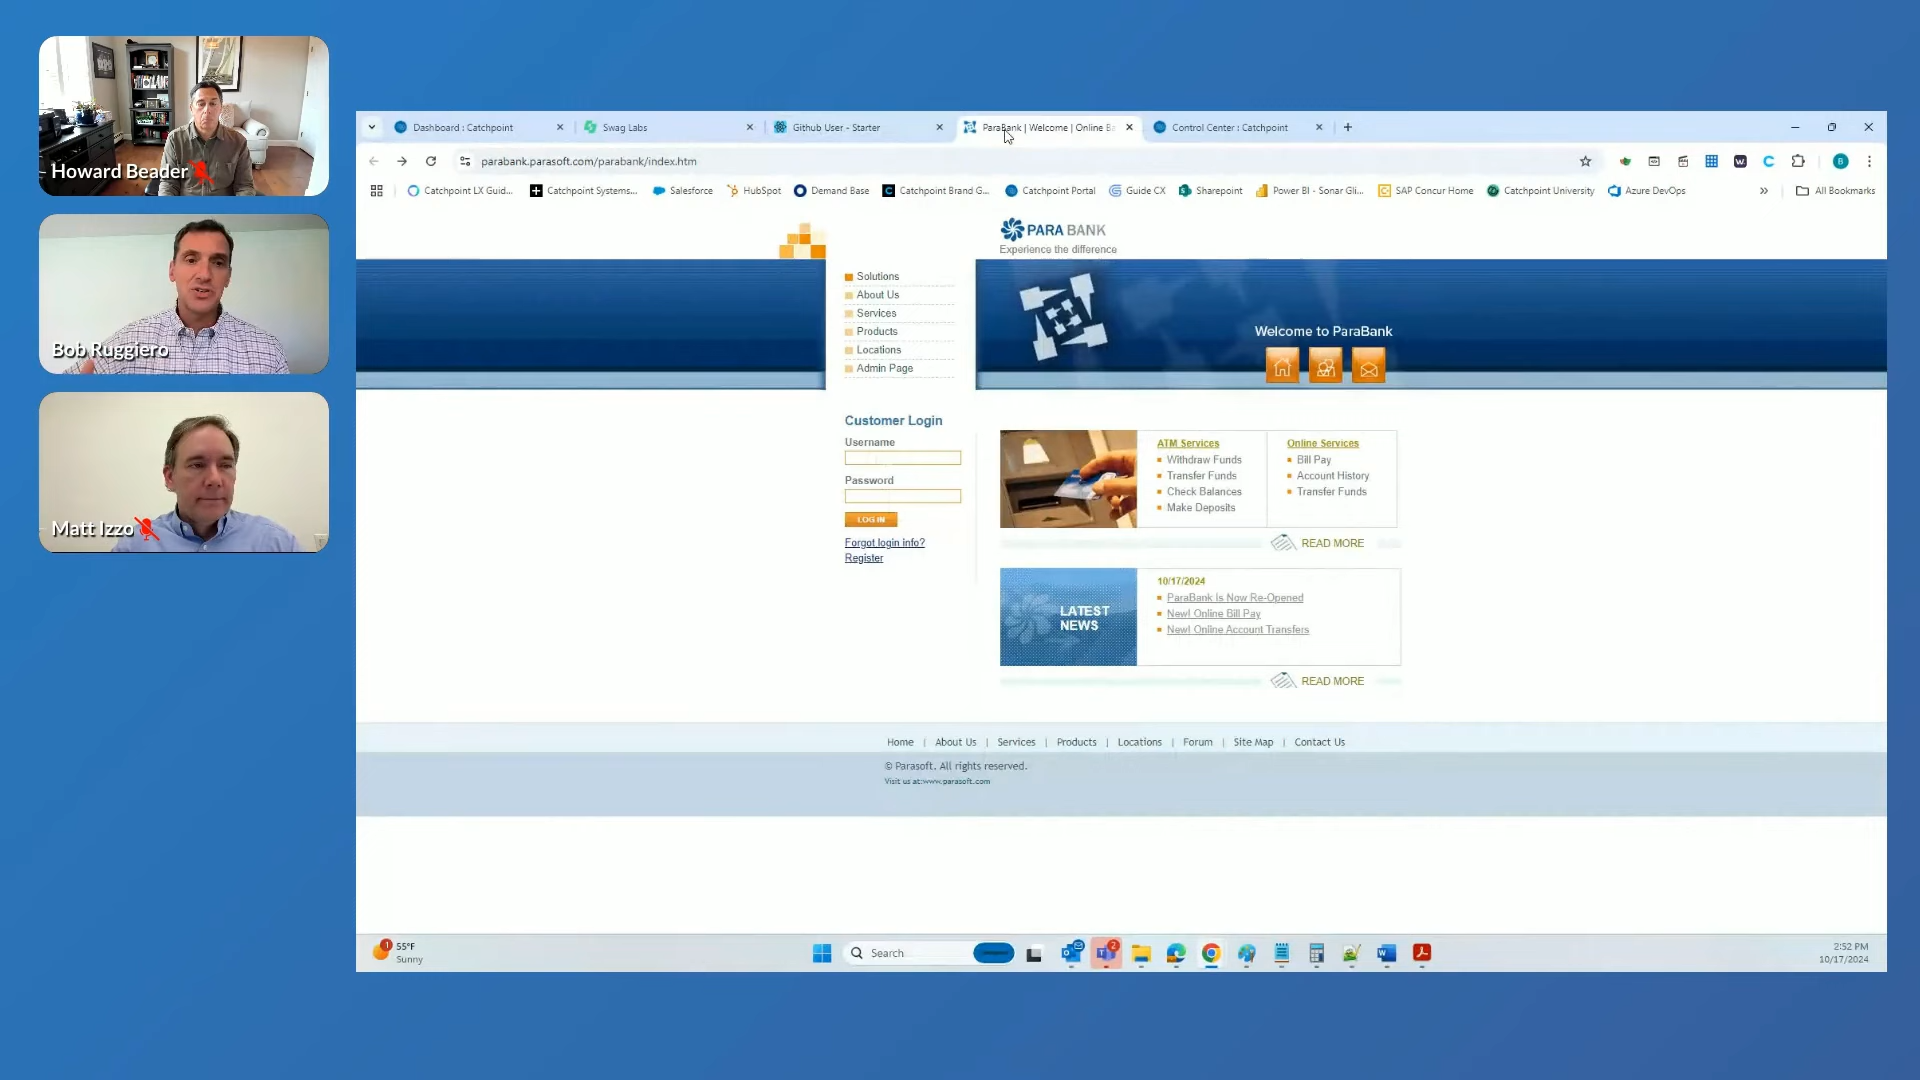 Howard Beader
Bob Ruggiero
Matt Izzo
Dashboard : Catchpoint
Swag Labs
Github User - Starter
ParaBank | Welcome | Online Ba
Control Center : Catchpoint
parabank.parasoft.com/parabank/index.htm
B
Catchpoint LX Guid...
Catchpoint Systems...
Salesforce
HubSpot
Demand Base
Catchpoint Brand G...
Catchpoint Portal
Guide CX
Sharepoint
Power BI - Sonar Gli...
SAP Concur Home
Catchpoint University
Azure DevOps
All Bookmarks
PARA BANK
Experience the difference
Solutions
About Us
Services
Products
Locations
Admin Page
Welcome to ParaBank
Customer Login
Username
Password
LOG IN
Forgot login info?
Register
ATM Services
Withdraw Funds
Transfer Funds
Check Balances
Make Deposits
Online Services
Bill Pay
Account History
Transfer Funds
READ MORE
LATEST
NEWS
10/17/2024
ParaBank Is Now Re-Opened
New! Online Bill Pay
New! Online Account Transfers
READ MORE
Home | About Us | Services | Products | Locations | Forum | Site Map | Contact Us
© Parasoft. All rights reserved.
Visit us at:www.parasoft.com
1
55°F
Sunny
Search
2
2:52 PM
10/17/2024